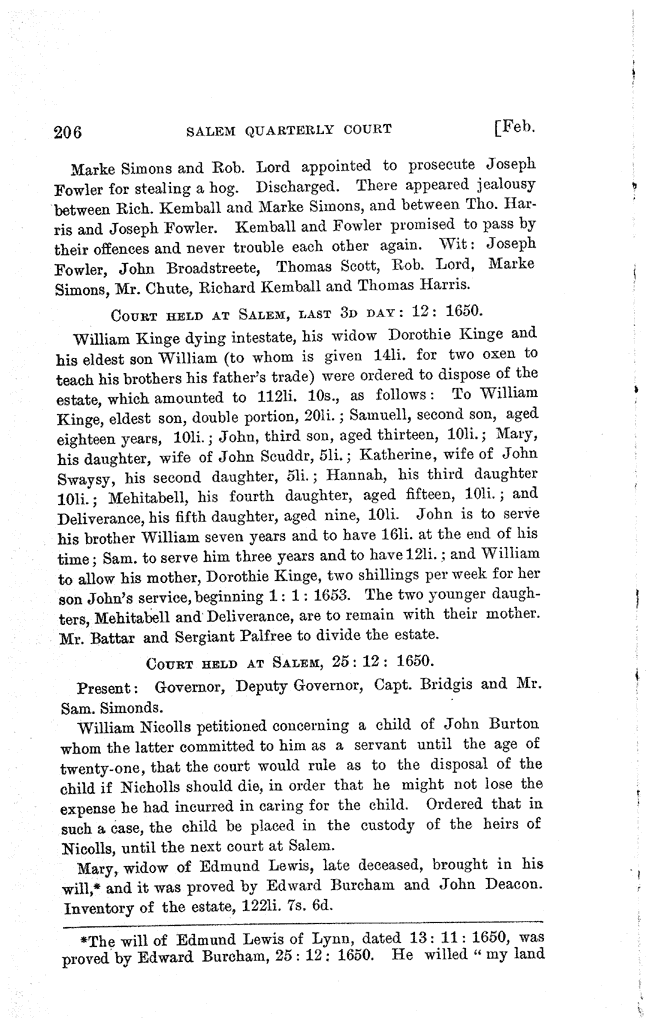 206 SALEM QUARTERLY COURT [Feb.
Marke Simons and Rob. Lord appointed to prosecute Joseph
Fowler for stealing a hog. Discharged. There appeared jealousy
between Rich. Kemball and Marke Simons, and between Tho. Har-
ris and Joseph Fowler. Kemball and Fowler promised to pass by
their offences and never trouble each other again. Wit: Joseph
Fowler, John Broadstreete, Thomas Scott, Rob. Lord, Marke
Simons, Mr. Chute, Richard Kemball and Thomas Harris.
COURT HELD AT SALEM, LAST 3D DAY: 12: 1650.
William Kinge dying intestate, his widow Dorothie Kinge and
his eldest son William (to whom is given 14li. for two oxen to
teach his brothers his father's trade) were ordered to dispose of the
estate, which amounted to 112li. 10s., as follows: To William
Kinge, eldest son, double portion, 20li.; Samuell, second son, aged
eighteen years, 10li.; John, third son, aged thirteen, 10li.; Mary,
his daughter, wife of John Scuddr, 5li.; Katherine, wife of John
Swaysy, his second daughter, 5li.; Hannah, his third daughter
10li.; Mehitabell, his fourth daughter, aged fifteen, 10li.; and
Deliverance, his fifth daughter, aged nine, 10li. John is to serve
his brother William seven years and to have 16li. at the end of his
time; Sam. to serve him three years and to have 12li.; and William
to allow his mother, Dorothie Kinge, two shillings per week for her
son John's service, beginning 1: 1: 1653. The two younger daugh-
ters, Mehitabell and Deliverance, are to remain with their mother.
Mr. Battar and Sergiant Palfree to divide the estate.
COURT HELD AT SALEM, 25: 12: 1650.
Present: Governor, Deputy Governor, Capt. Bridgis and Mr.
Sam. Simonds.
William Nicolls petitioned concerning a child of John Burton
whom the latter committed to him as a servant until the age of
twenty-one, that the court would rule as to the disposal of the
child if Nicholls should die, in order that he might not lose the
expense he had incurred in caring for the child. Ordered that in
such a case, the child be placed in the custody of the heirs of
Nicolls, until the next court at Salem.
Mary, widow of Edmund Lewis, late deceased, brought in his
will,* and it was proved by Edward Burcham and John Deacon.
Inventory of the estate, 122li. 7s. 6d.
*The will of Edmund Lewis of Lynn, dated 13: 11: 1650, was
proved by Edward Burcham, 25: 12: 1650. He willed "my land